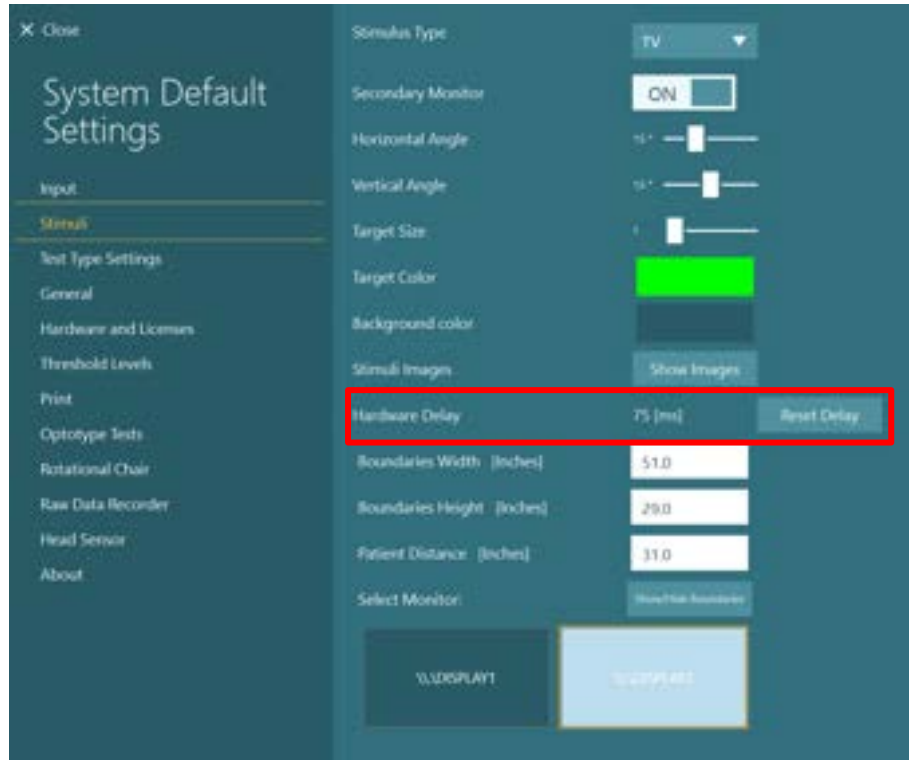 Close
System Default
Settings
Input
Stimuli
Test Type Settings
General
Hardware and Licenses
Threshold Levels
Print
Optotype Tests
Rotational Chair
Raw Data Recorder
Head Sensor
About
Stimulus Type
TV
Secondary Monitor
ON
Horizontal Angle
Vertical Angle
Target Size
Target Color
Background color
Stimuli Images
Show Images
Hardware Delay
75 [ms]
Reset Delay
Boundaries Width [Inches]
51.0
Boundaries Height [Inches]
29.0
Patient Distance [Inches]
31.0
Select Monitor:
Show/Hide Boundaries
\\.\DISPLAY1